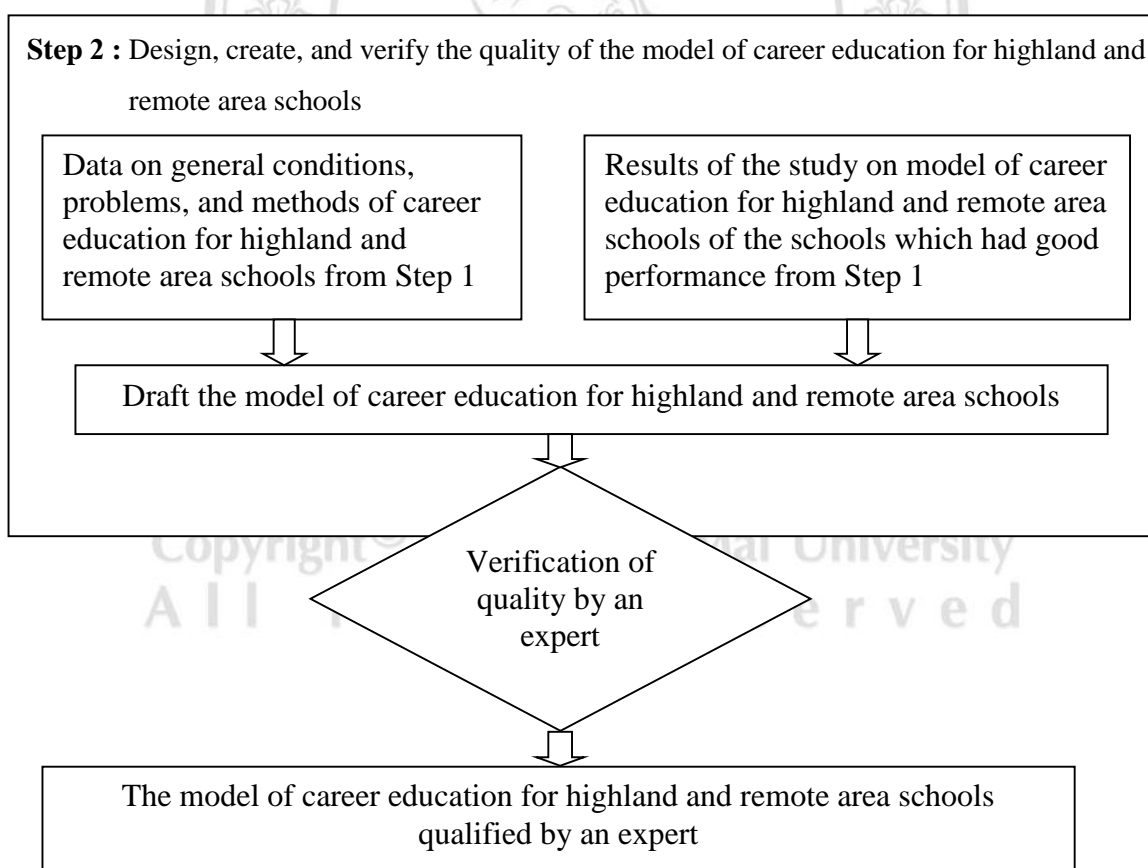 Step 2 : Design, create, and verify the quality of the model of career education for highland and
remote area schools
Data on general conditions,
problems, and methods of career
education for highland and
remote area schools from Step 1
Results of the study on model of career
education for highland and remote area
schools of the schools which had good
performance from Step 1
Draft the model of career education for highland and remote area schools
Copyright©
University
Verification of
quality by an
expert
All
The model of career education for highland and remote area schools
qualified by an expert